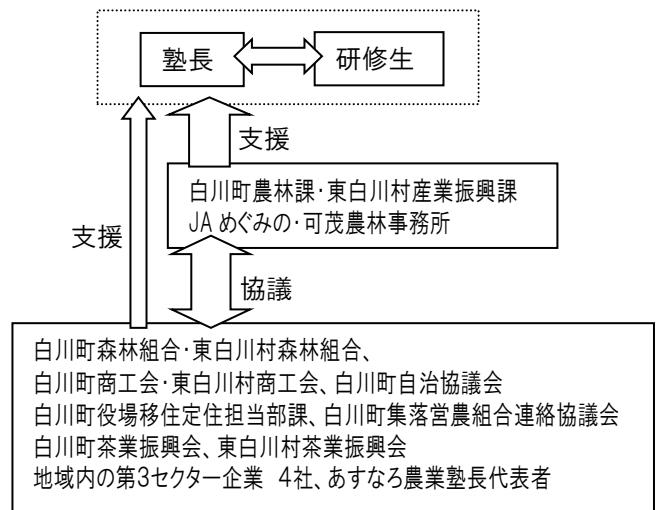 塾長
研修生
支援
白川町農林課・東白川村産業振興課
JA めぐみの・可茂農林事務所
支援
協議
白川町森林組合・東白川村森林組合、
白川町商工会・東白川村商工会、白川町自治協議会
白川町役場移住定住担当部課、白川町集落営農組合連絡協議会
白川町茶業振興会、東白川村茶業振興会
地域内の第3セクター企業 4社、あすなろ農業塾長代表者